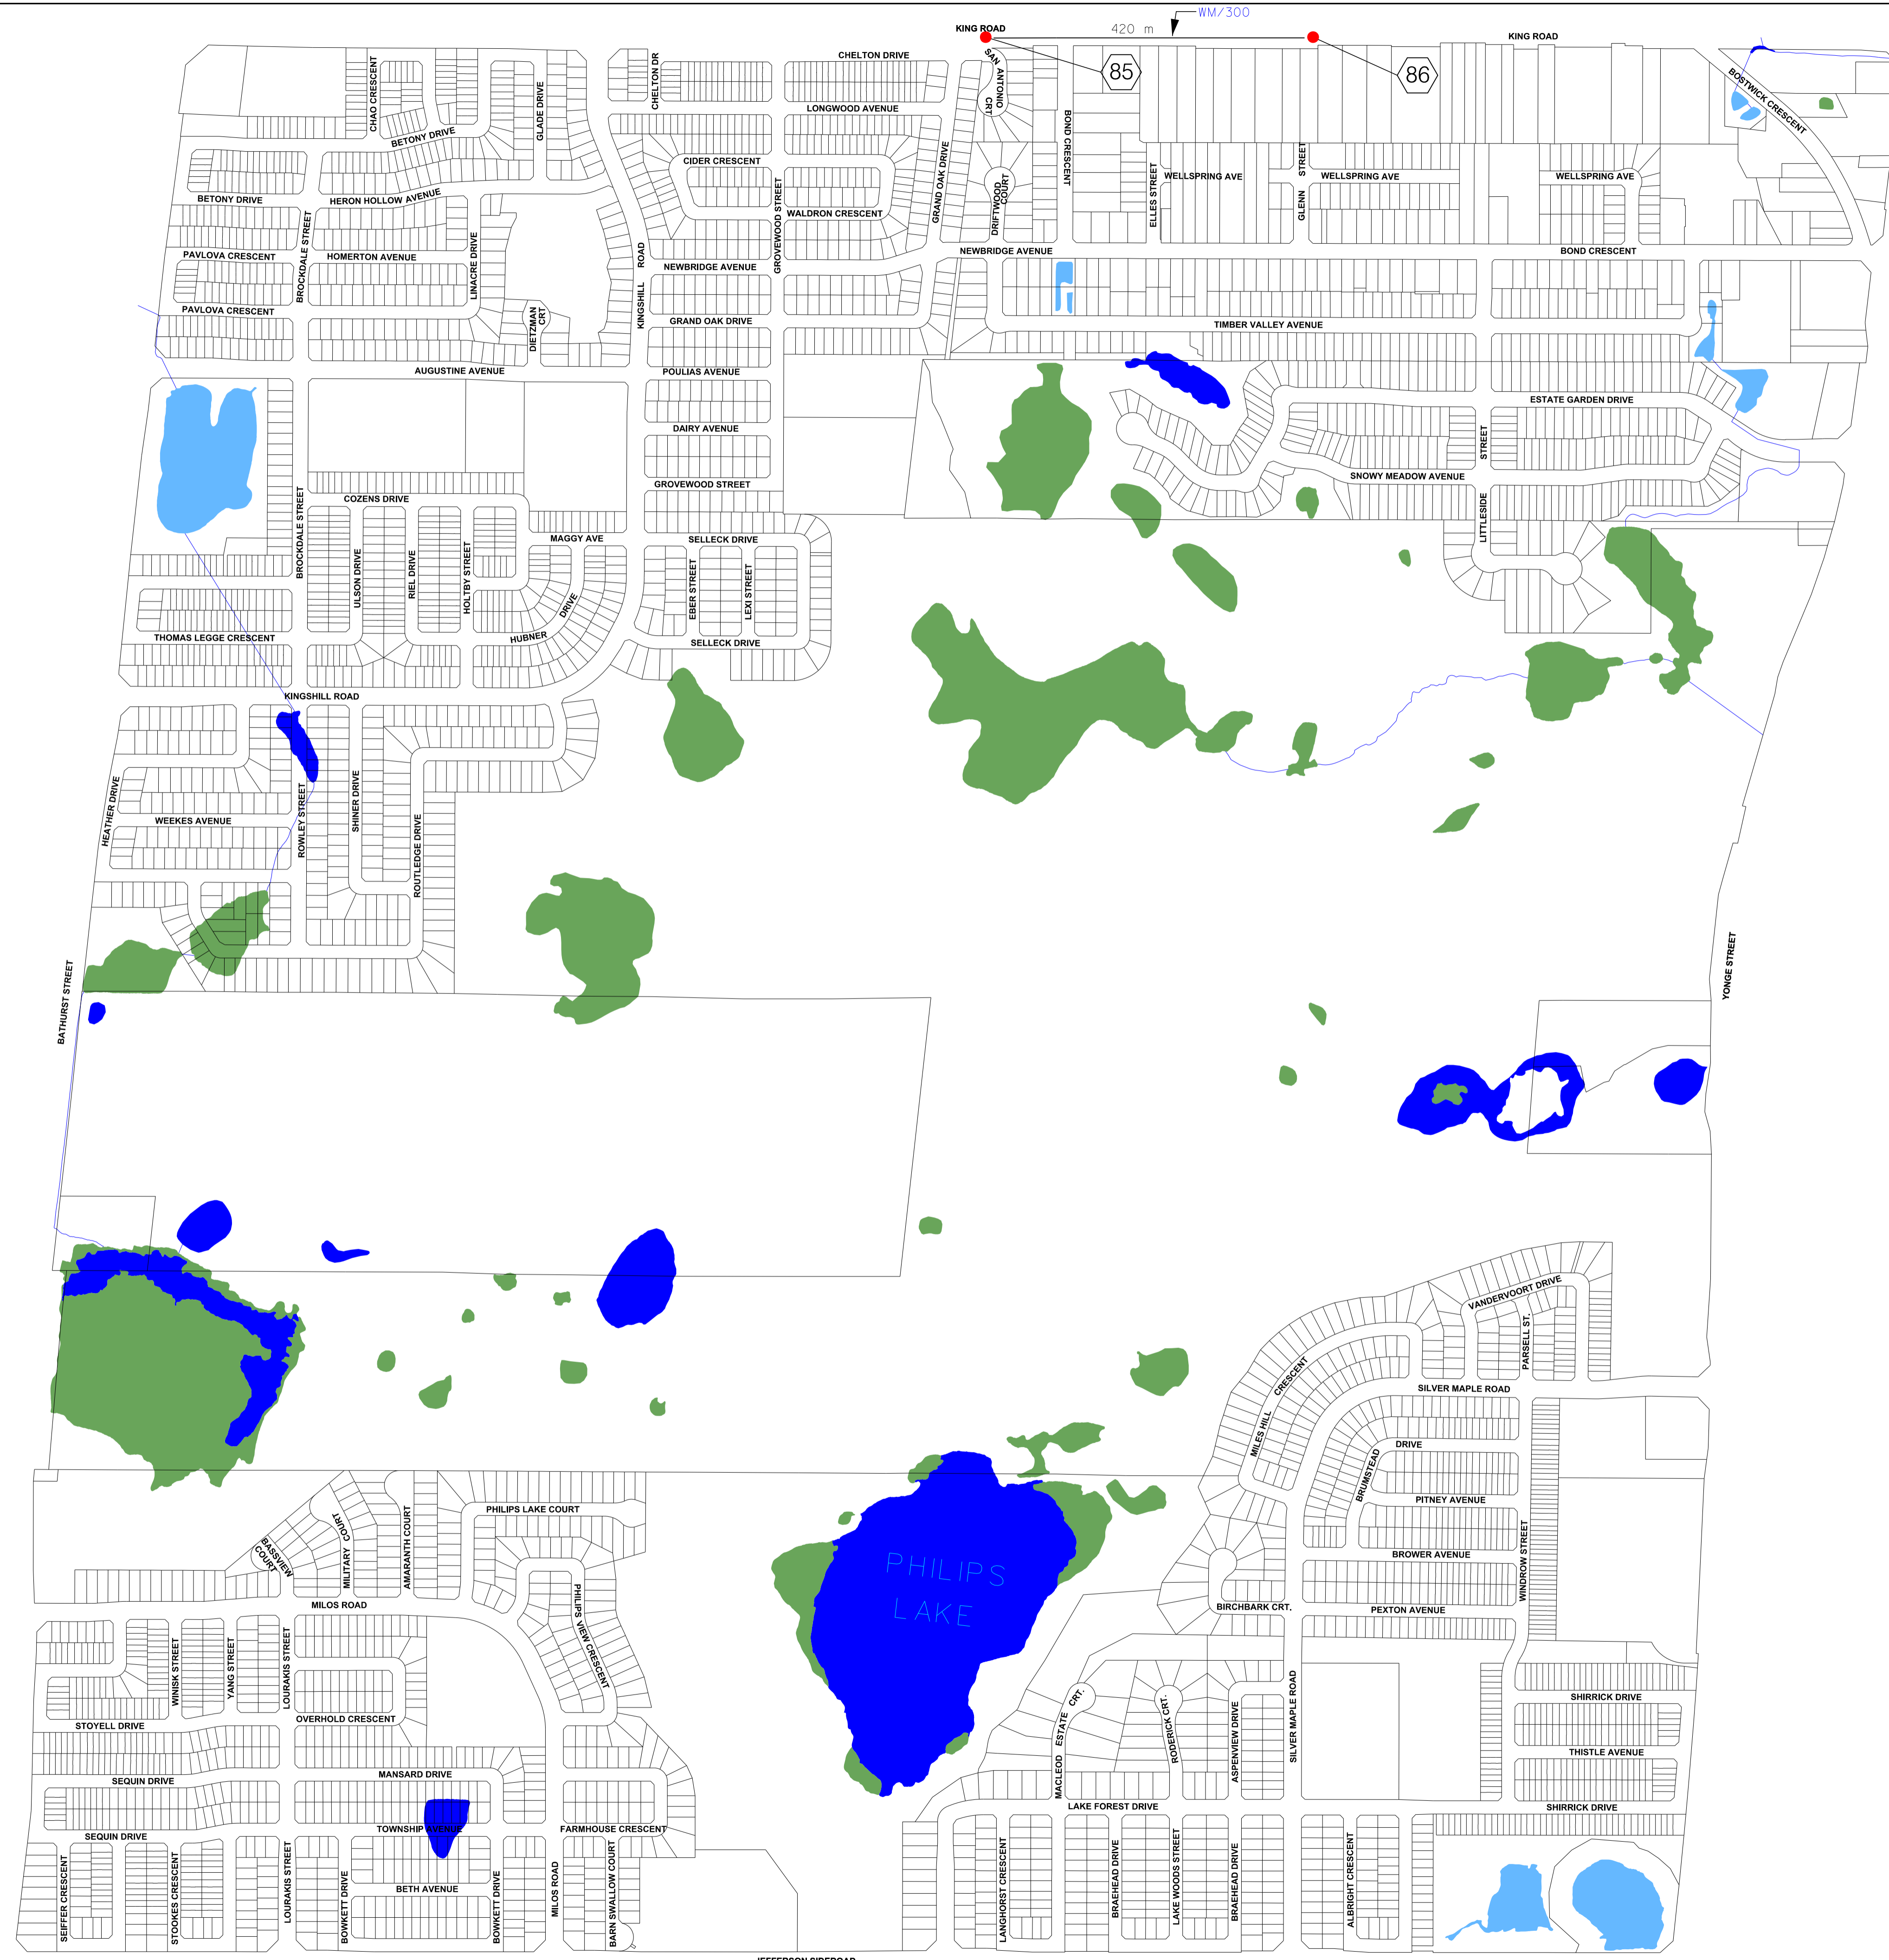 WM/300
420 m
KING ROAD
KING ROAD
85
86
CHELTON DRIVE
CHELTON DR
SAN ANTONIO CRT
CHAO CRESCENT
GLADE DRIVE
BETONY DRIVE
LONGWOOD AVENUE
BOSTWICK CRESCENT
BOND CRESCENT
CIDER CRESCENT
GRAND OAK DRIVE
DRIFTWOOD COURT
ELLES STREET
WELLSPRING AVE
GLENN STREET
WELLSPRING AVE
WELLSPRING AVE
BETONY DRIVE
HERON HOLLOW AVENUE
WALDRON CRESCENT
GROVEWOOD STREET
BROCKDALE STREET
PAVLOVA CRESCENT
HOMERTON AVENUE
LINACRE DRIVE
KINGSHILL ROAD
NEWBRIDGE AVENUE
NEWBRIDGE AVENUE
BOND CRESCENT
PAVLOVA CRESCENT
DIETZMAN CRT
GRAND OAK DRIVE
TIMBER VALLEY AVENUE
AUGUSTINE AVENUE
POULIAS AVENUE
ESTATE GARDEN DRIVE
DAIRY AVENUE
LITTLESIDE STREET
SNOWY MEADOW AVENUE
GROVEWOOD STREET
COZENS DRIVE
BROCKDALE STREET
MAGGY AVE
SELLECK DRIVE
ULSON DRIVE
RIEL DRIVE
HOLTBY STREET
EBER STREET
LEXI STREET
HUBNER DRIVE
THOMAS LEGGE CRESCENT
SELLECK DRIVE
KINGSHILL ROAD
HEATHER DRIVE
WEEKES AVENUE
ROWLEY STREET
SHINER DRIVE
ROUTLEDGE DRIVE
BATHURST STREET
YONGE STREET
VANDERVOORT DRIVE
PARSELL ST.
MILES HILL CRESCENT
SILVER MAPLE ROAD
BRUMSTEAD DRIVE
PITNEY AVENUE
BROWER AVENUE
WINDROW STREET
PHILIPS LAKE COURT
BASSVIEW COURT
MILITARY COURT
AMARANTH COURT
PHILIPS
LAKE
MILOS ROAD
PHILIPS VIEW CRESCENT
BIRCHBARK CRT.
PEXTON AVENUE
WINISK STREET
YANG STREET
LOURAKIS STREET
STOYELL DRIVE
OVERHOLD CRESCENT
MACLEOD ESTATE CRT.
RODERICK CRT.
ASPENVIEW DRIVE
SILVER MAPLE ROAD
SHIRRICK DRIVE
THISTLE AVENUE
SEQUIN DRIVE
MANSARD DRIVE
LAKE FOREST DRIVE
SHIRRICK DRIVE
SEQUIN DRIVE
TOWNSHIP AVENUE
FARMHOUSE CRESCENT
SEIFFER CRESCENT
STOOKES CRESCENT
LOURAKIS STREET
BOWKETT DRIVE
BETH AVENUE
BOWKETT DRIVE
MILOS ROAD
BARN SWALLOW COURT
LANGHORST CRESCENT
BRAEHEAD DRIVE
LAKE WOODS STREET
BRAEHEAD DRIVE
ALBRIGHT CRESCENT
JEFFERSON SIDEROAD